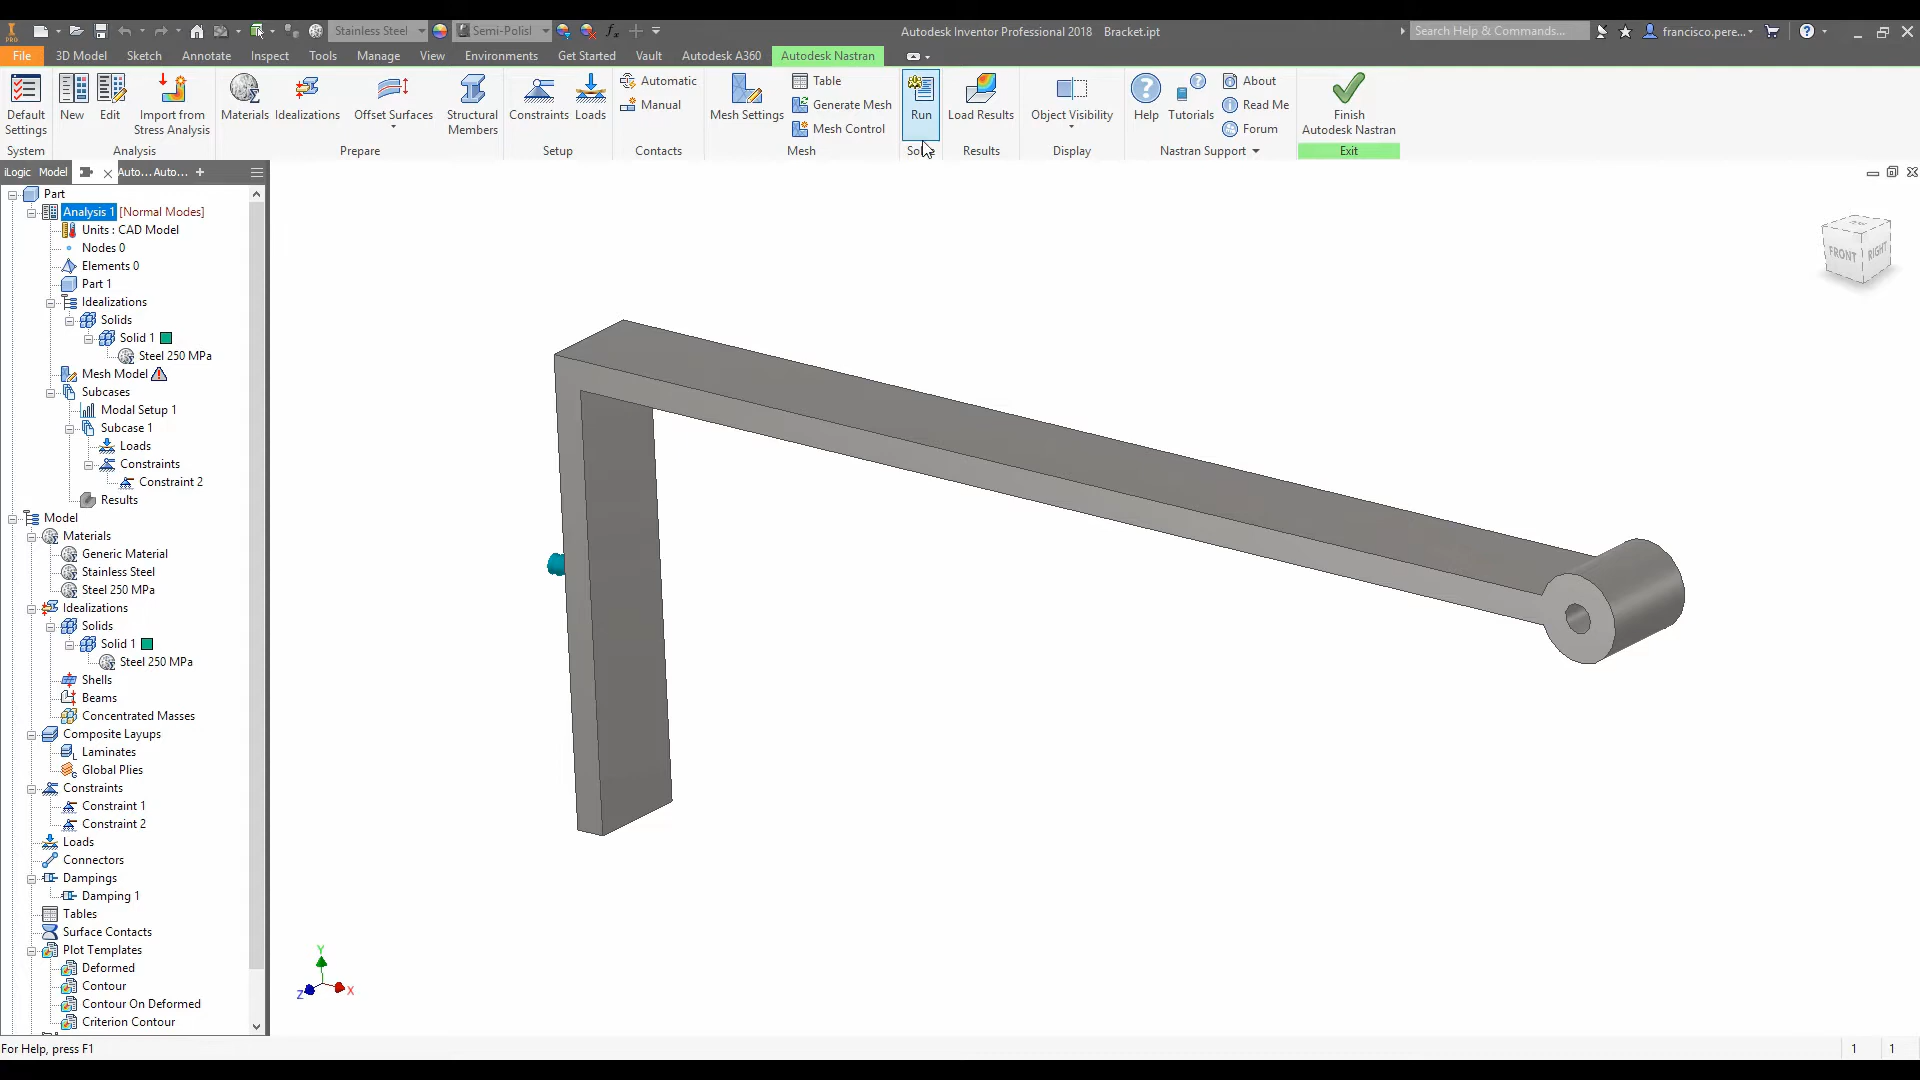 Stainless Steel
Semi-Polisl
Autodesk Inventor Professional 2018 Bracket.ipt
Search Help & Commands...
francisco.pere...
File 3D Model Sketch Annotate Inspect Tools Manage View Environments Get Started Vault Autodesk A360 Autodesk Nastran
Default Settings
New
Edit
Import from Stress Analysis
Materials
Idealizations
Offset Surfaces
Structural Members
Constraints
Loads
Automatic
Manual
Mesh Settings
Table
Generate Mesh
Mesh Control
Run
Load Results
Object Visibility
Help
Tutorials
About
Read Me
Forum
Finish
Autodesk Nastran
System Analysis Prepare Setup Contacts Mesh Results Display Nastran Support Exit
iLogic Model Auto... Auto... +
Part
Analysis 1 [Normal Modes]
Units : CAD Model
Nodes 0
Elements 0
Part 1
Idealizations
Solids
Solid 1
Steel 250 MPa
Mesh Model
Subcases
Modal Setup 1
Subcase 1
Loads
Constraints
Constraint 2
Results
Model
Materials
Generic Material
Stainless Steel
Steel 250 MPa
Idealizations
Solids
Solid 1
Steel 250 MPa
Shells
Beams
Concentrated Masses
Composite Layups
Laminates
Global Plies
Constraints
Constraint 1
Constraint 2
Loads
Connectors
Dampings
Damping 1
Tables
Surface Contacts
Plot Templates
Deformed
Contour
Contour On Deformed
Criterion Contour
FRONT
RIGHT
Y
Z
X
For Help, press F1
1 1